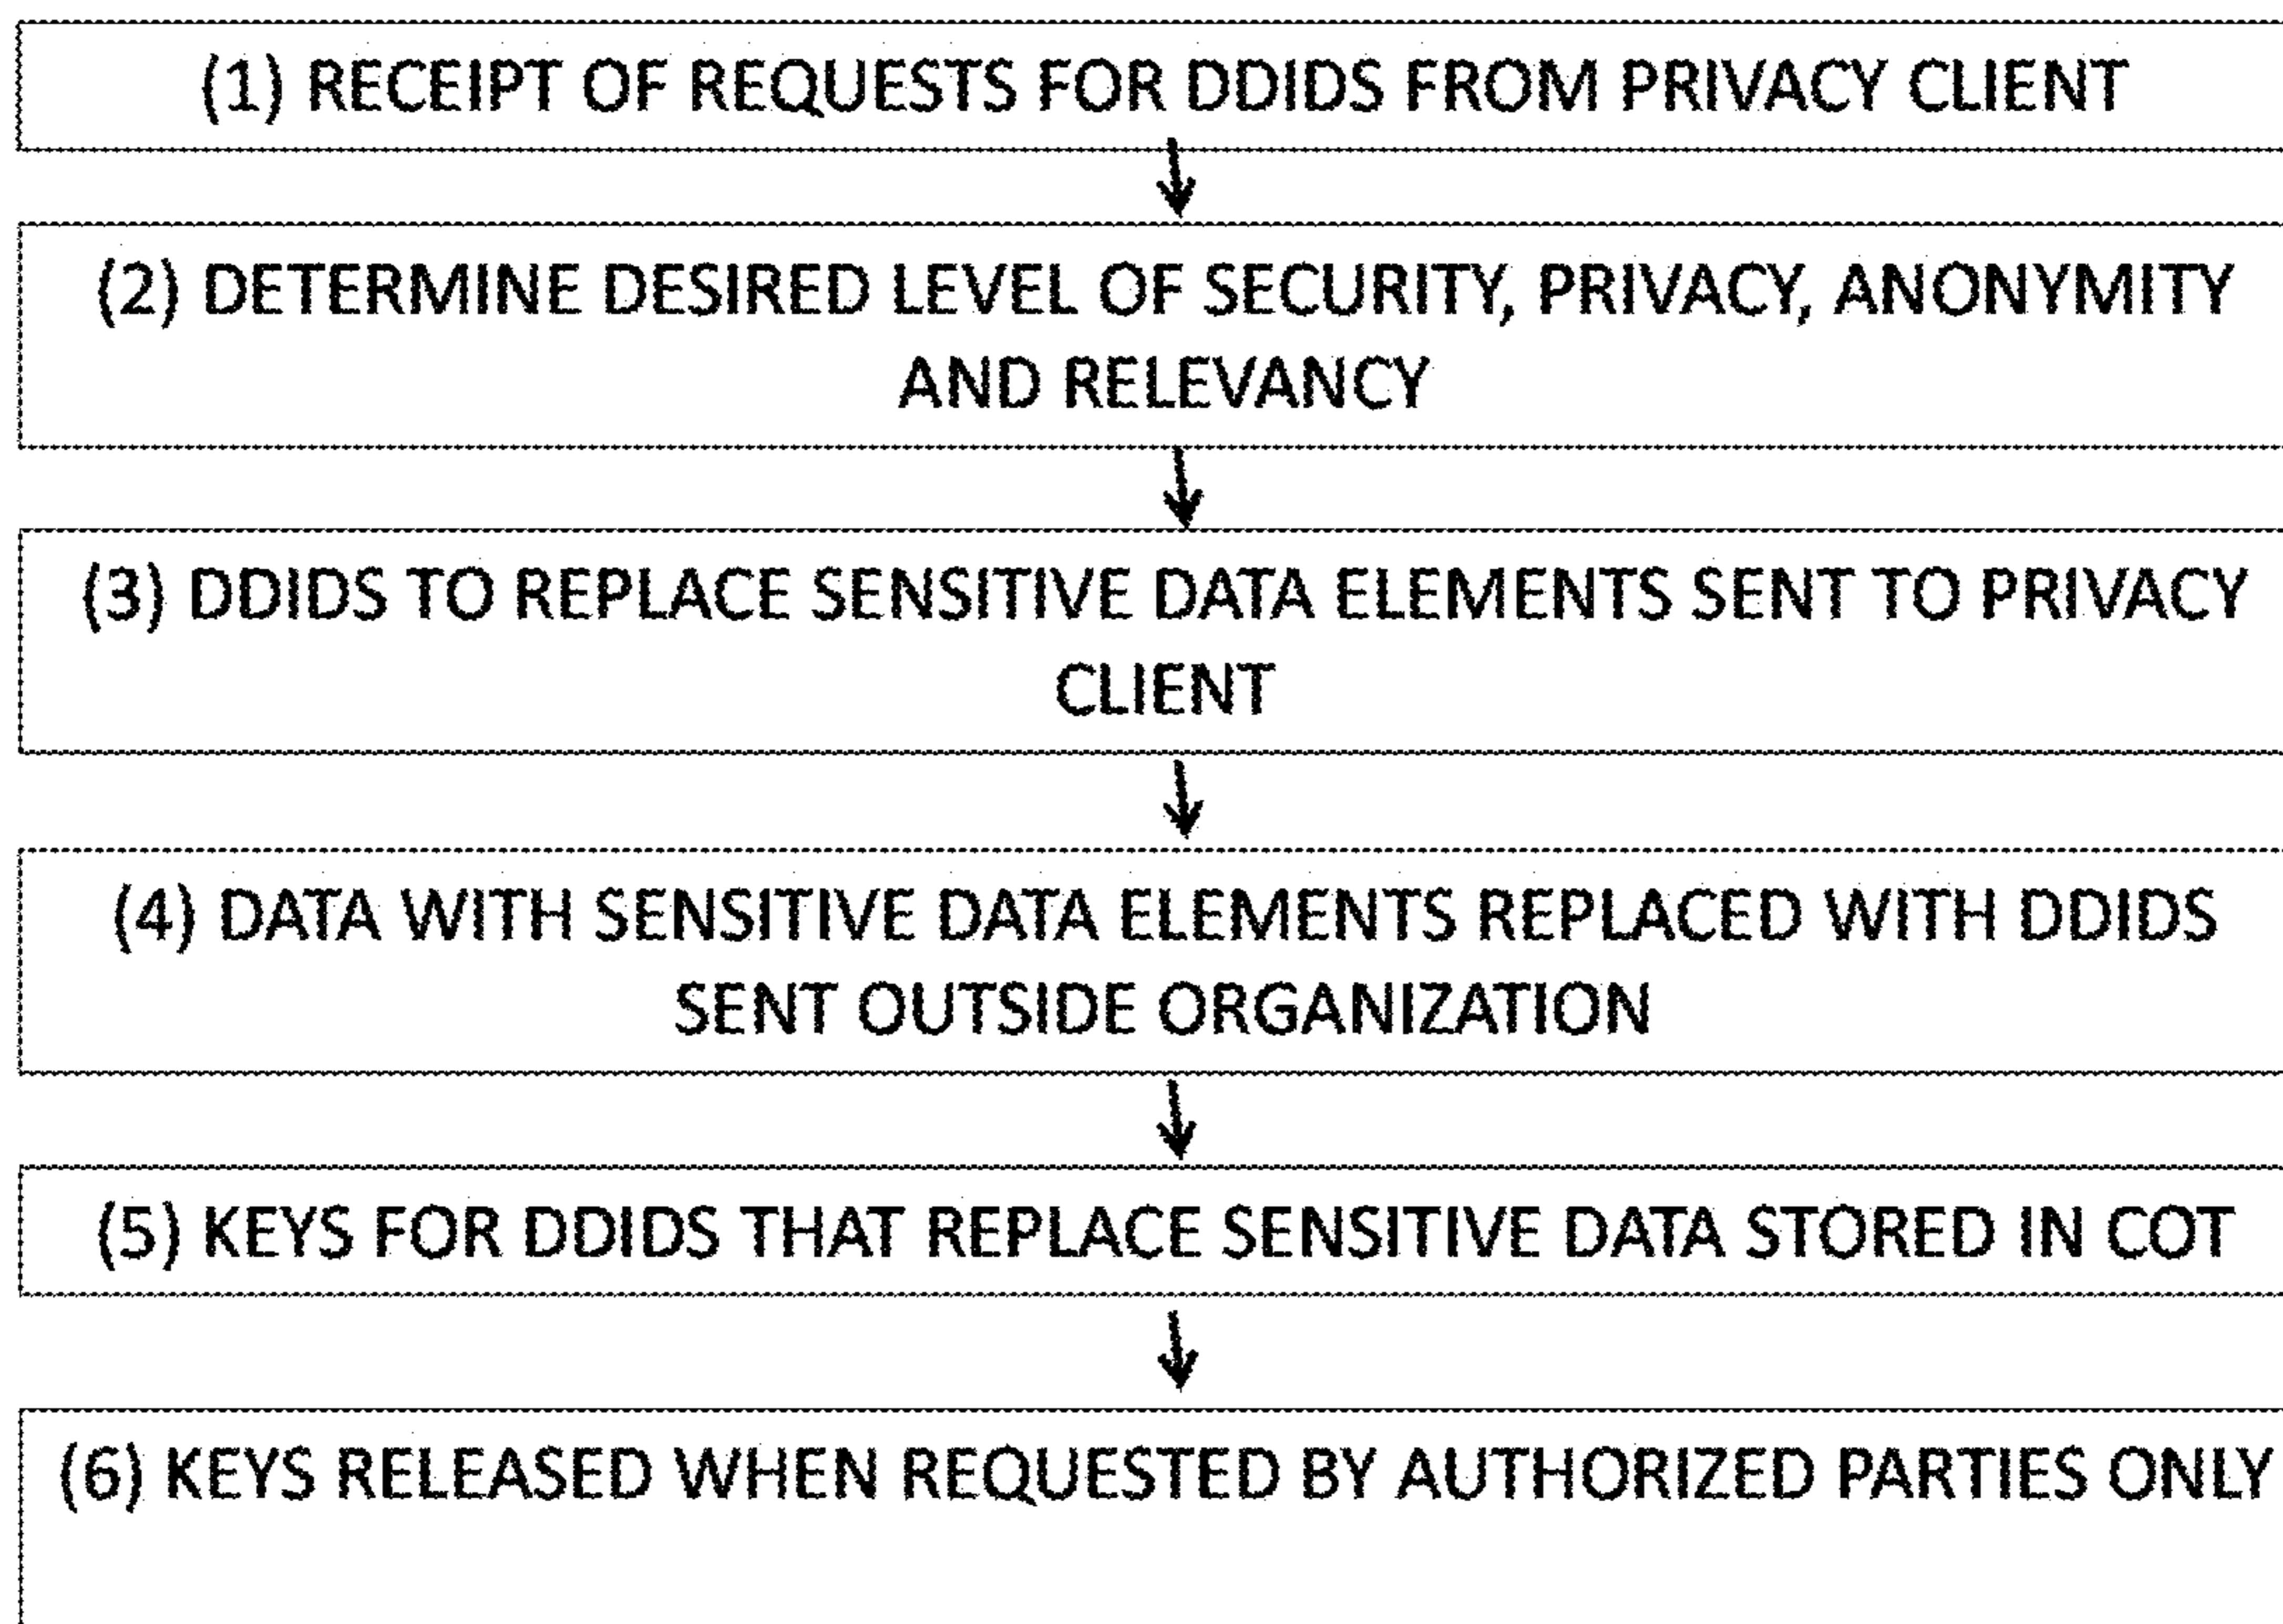 (1) RECEIPT OF REQUESTS FOR DDIDS FROM PRIVACY CLIENT
(2) DETERMINE DESIRED LEVEL OF SECURITY, PRIVACY, ANONYMITY
AND RELEVANCY
(3) DDIDS TO REPLACE SENSITIVE DATA ELEMENTS SENT TO PRIVACY
CLIENT
(4) DATA WITH SENSITIVE DATA ELEMENTS REPLACED WITH DDIDS
SENT OUTSIDE ORGANIZATION
(5) KEYS FOR DDIDS THAT REPLACE SENSITIVE DATA STORED IN COT
(6) KEYS RELEASED WHEN REQUESTED BY AUTHORIZED PARTIES ONLY